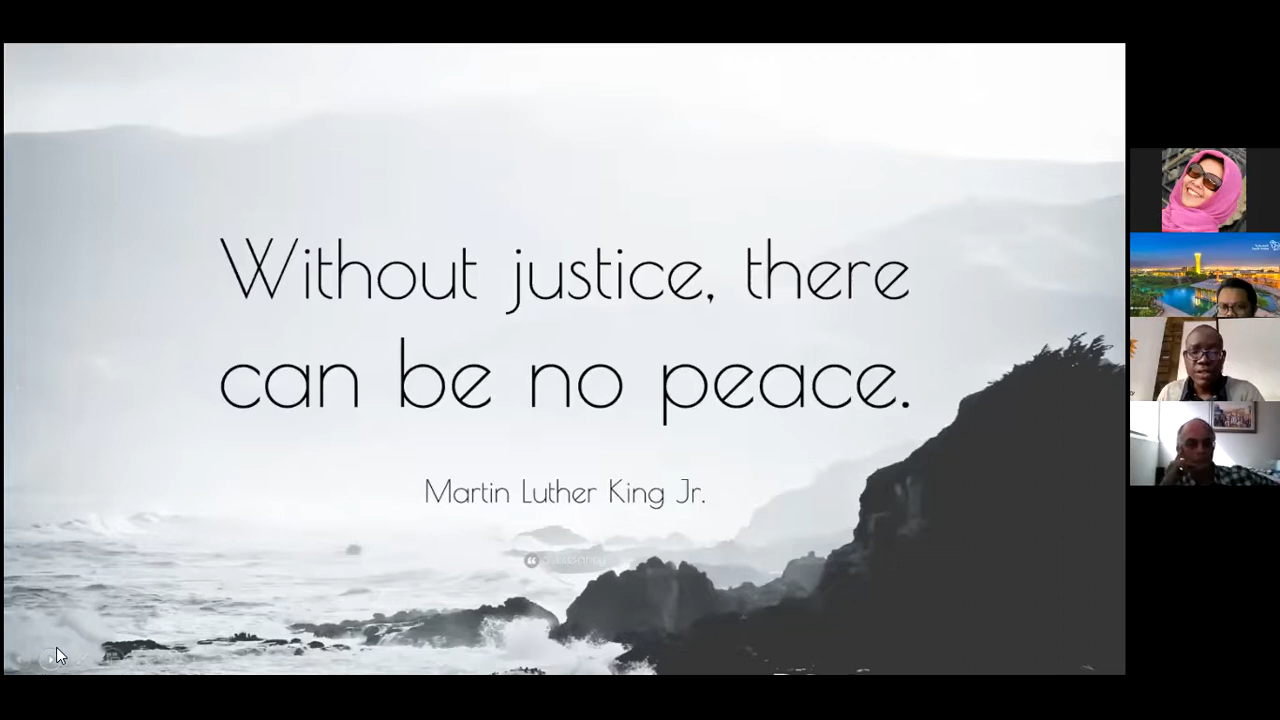 Without justice, there
can be no peace.
Martin Luther King Jr.